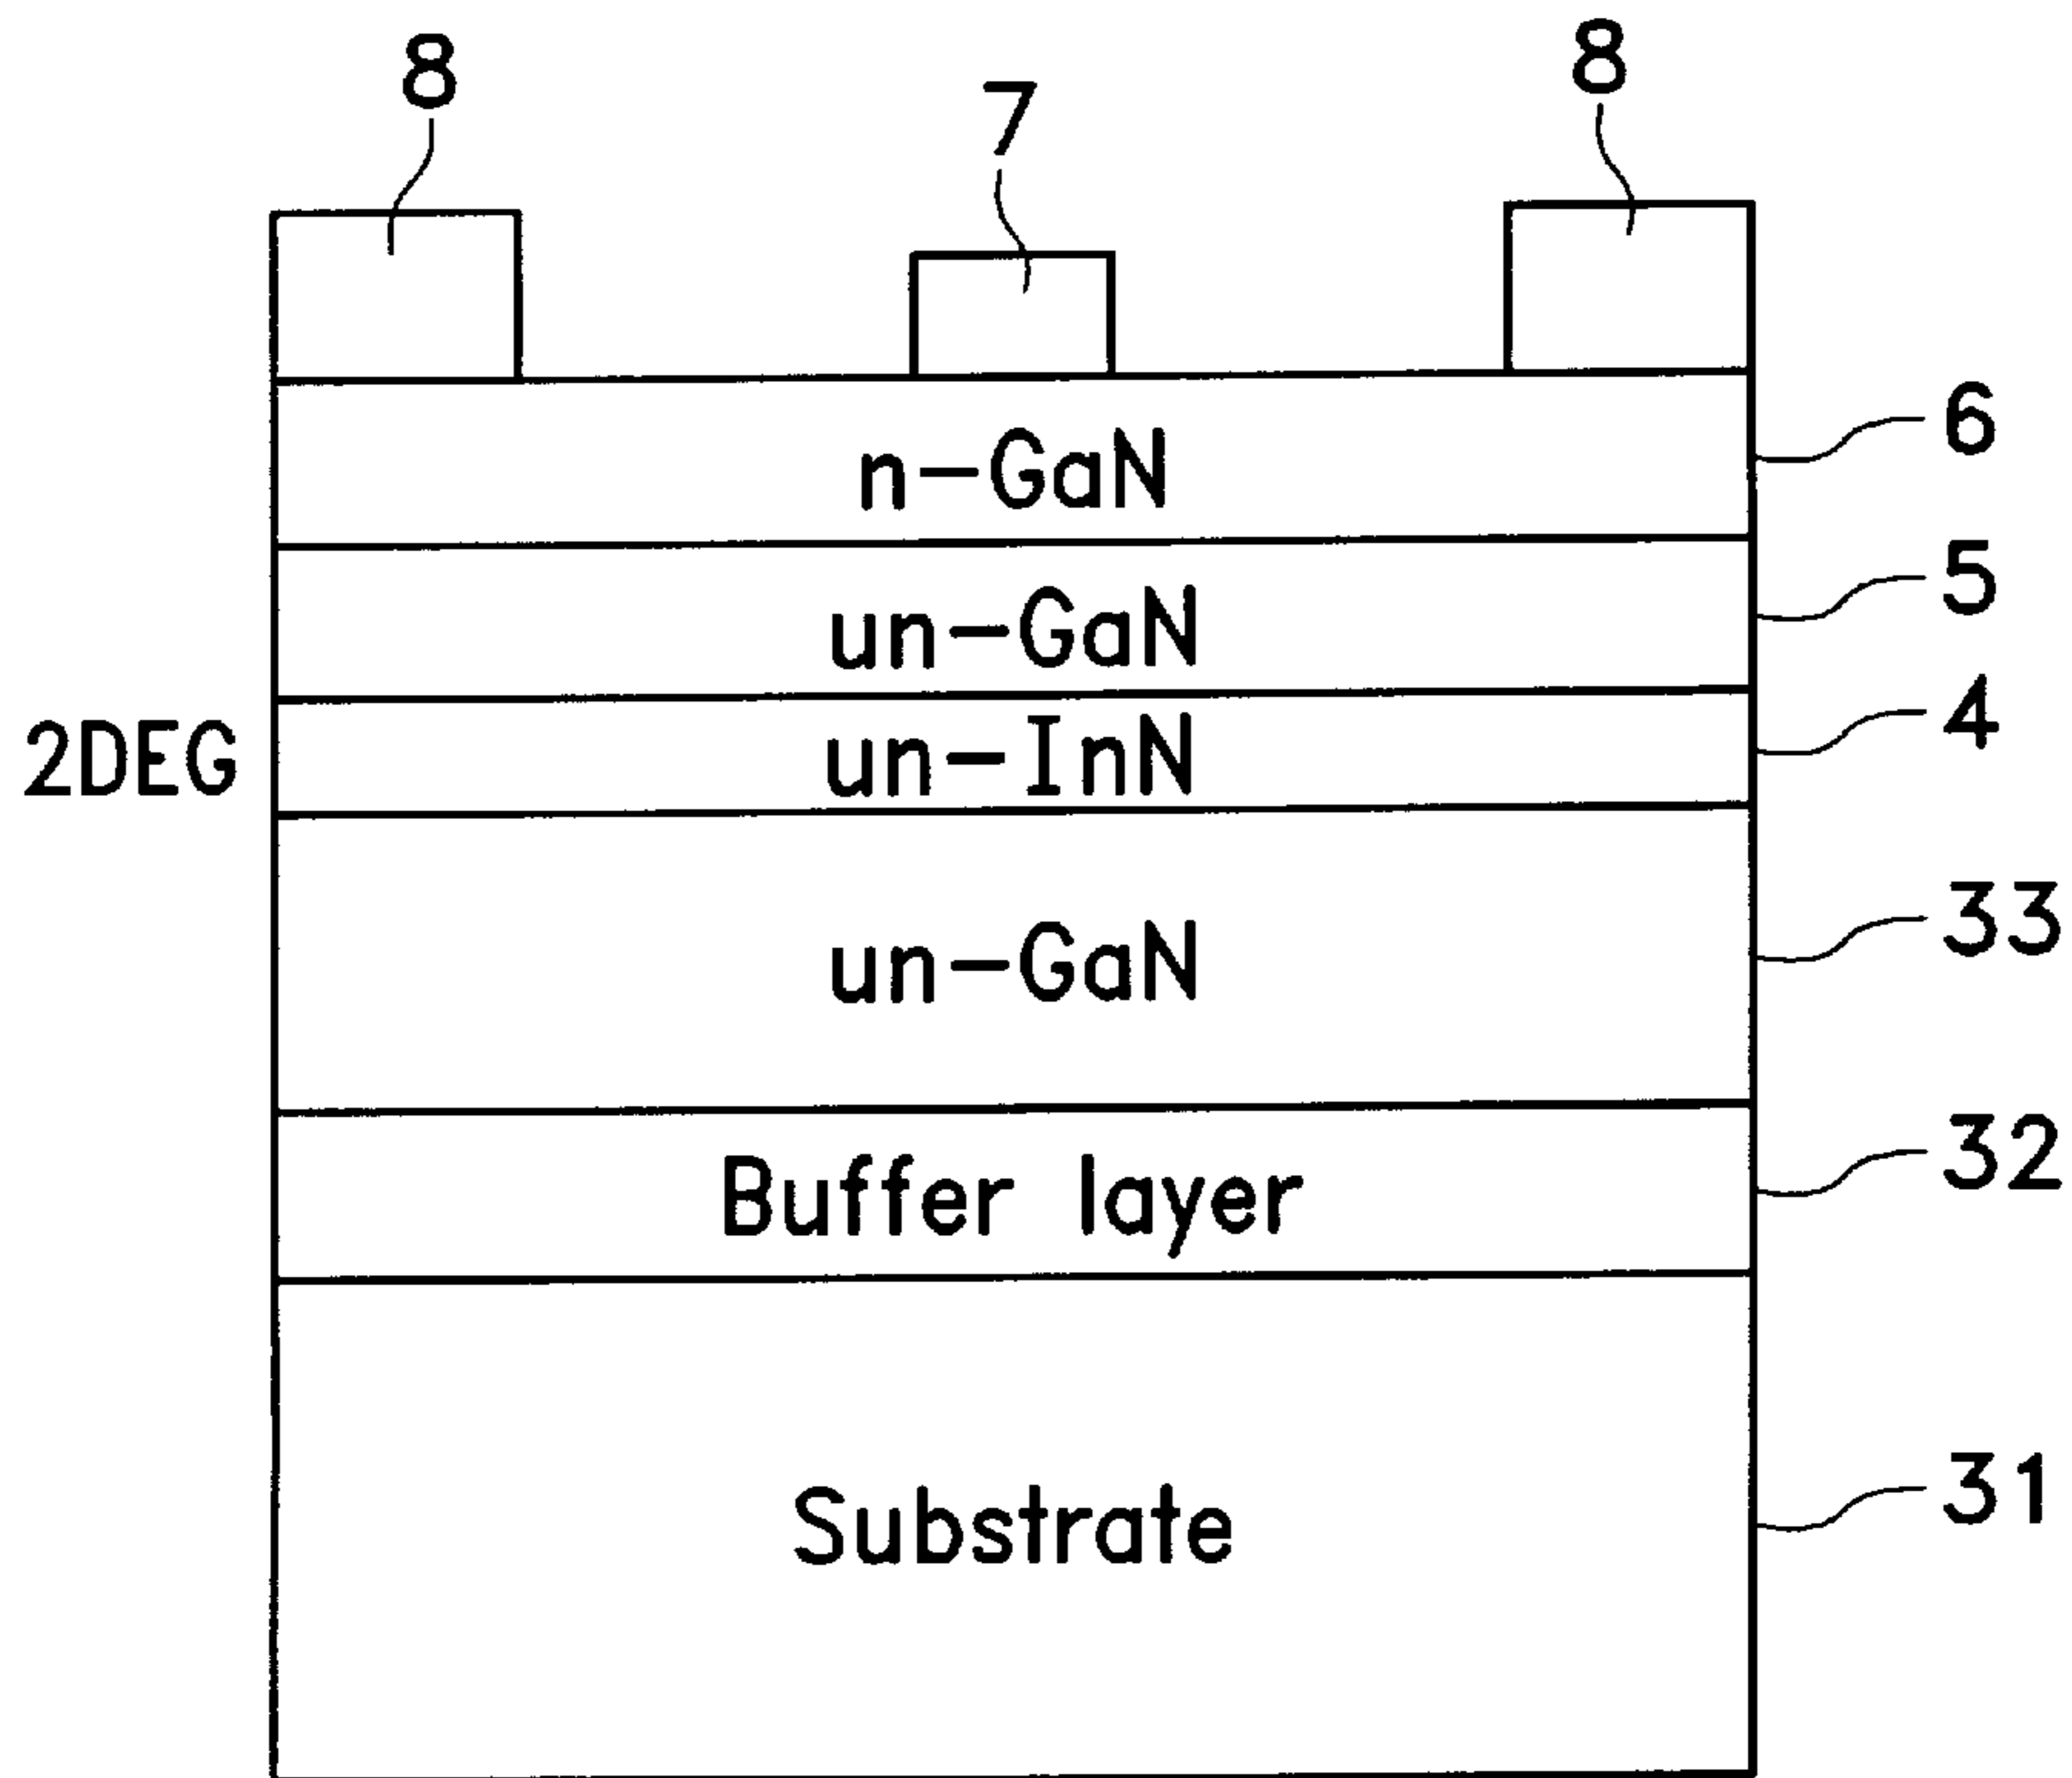 8
8
7
n-GaN
6
un-GaN
5
2DEG
un-InN
4
un-GaN
33
Buffer layer
32
Substrate
31